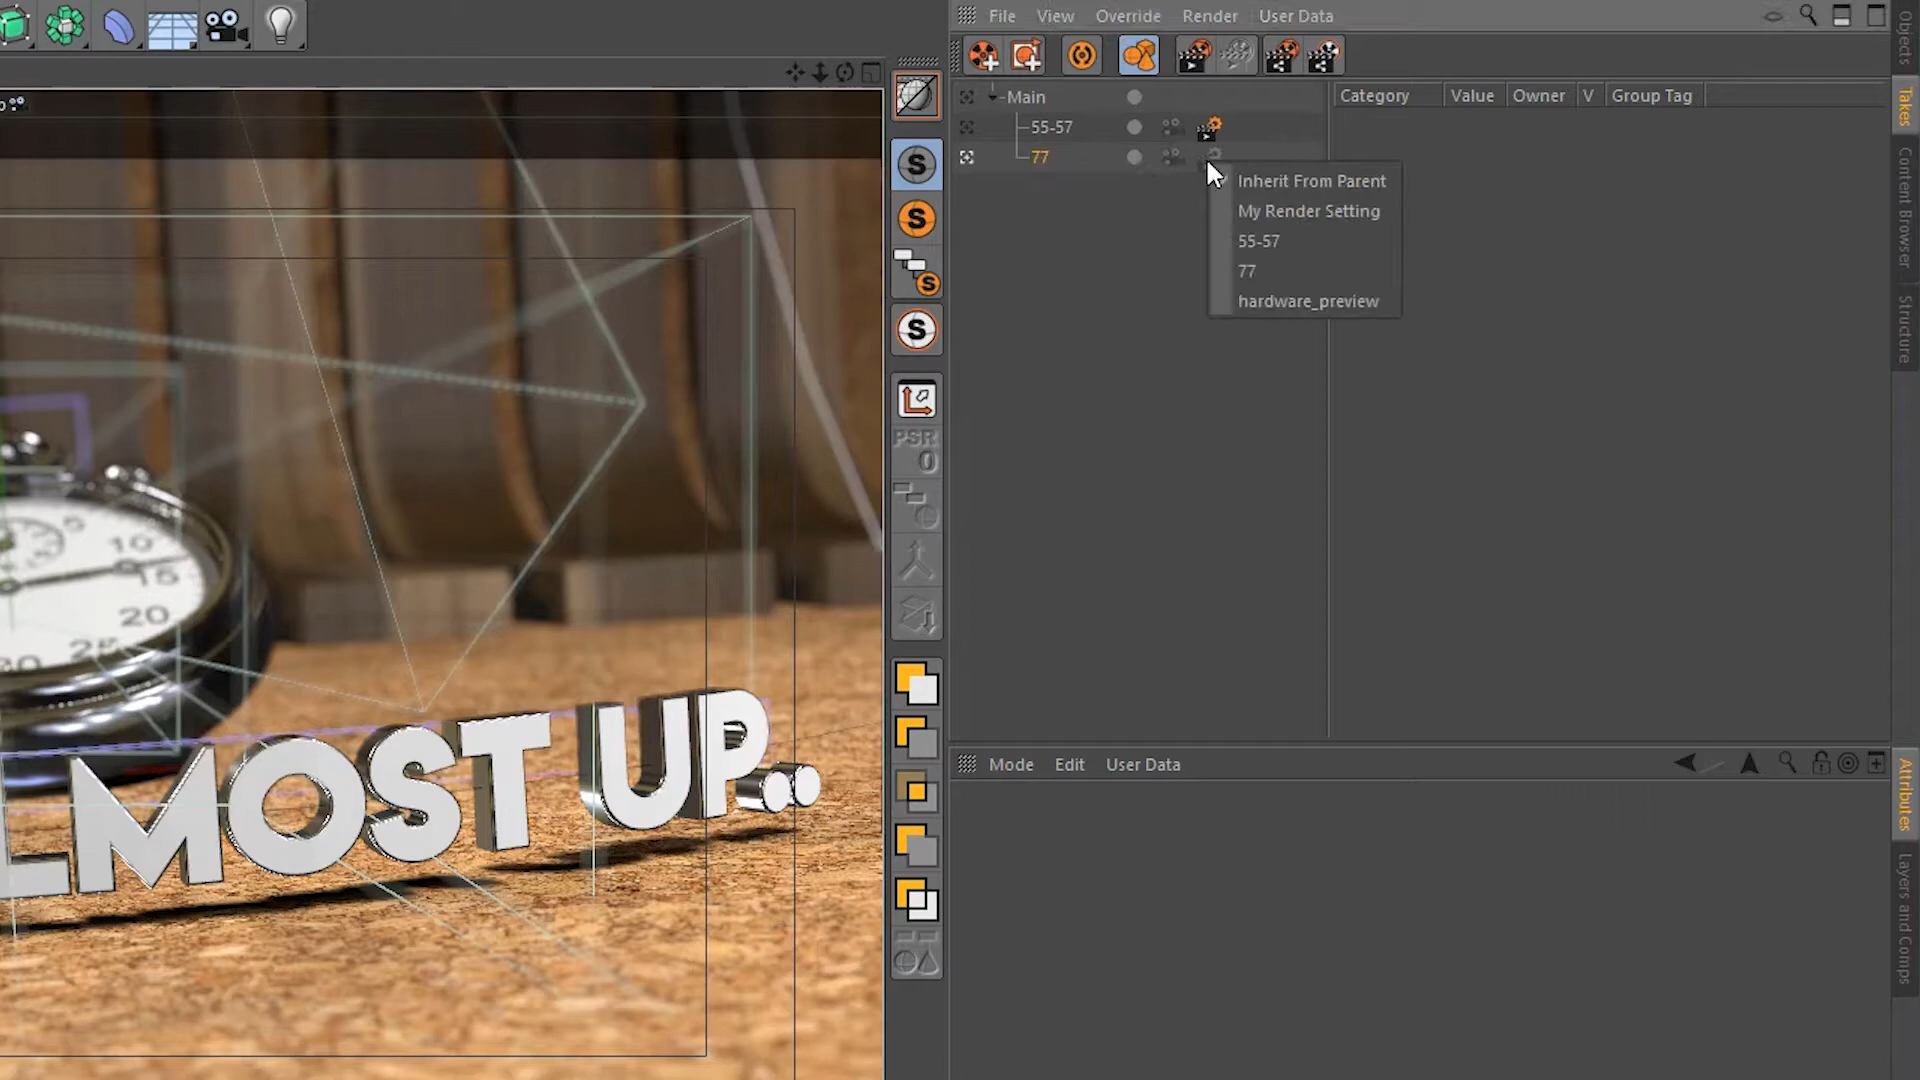 File View Override Render User Data
Main
55-57
77
Category Value Owner V Group Tag
Inherit From Parent
My Render Setting
55-57
77
hardware_preview
S
S
S
S
PSR
0
5
10
15
20
25
LMOST UP..
Mode Edit User Data
Objects
Takes
Content Browser
Structure
Attributes
Layers and Comps